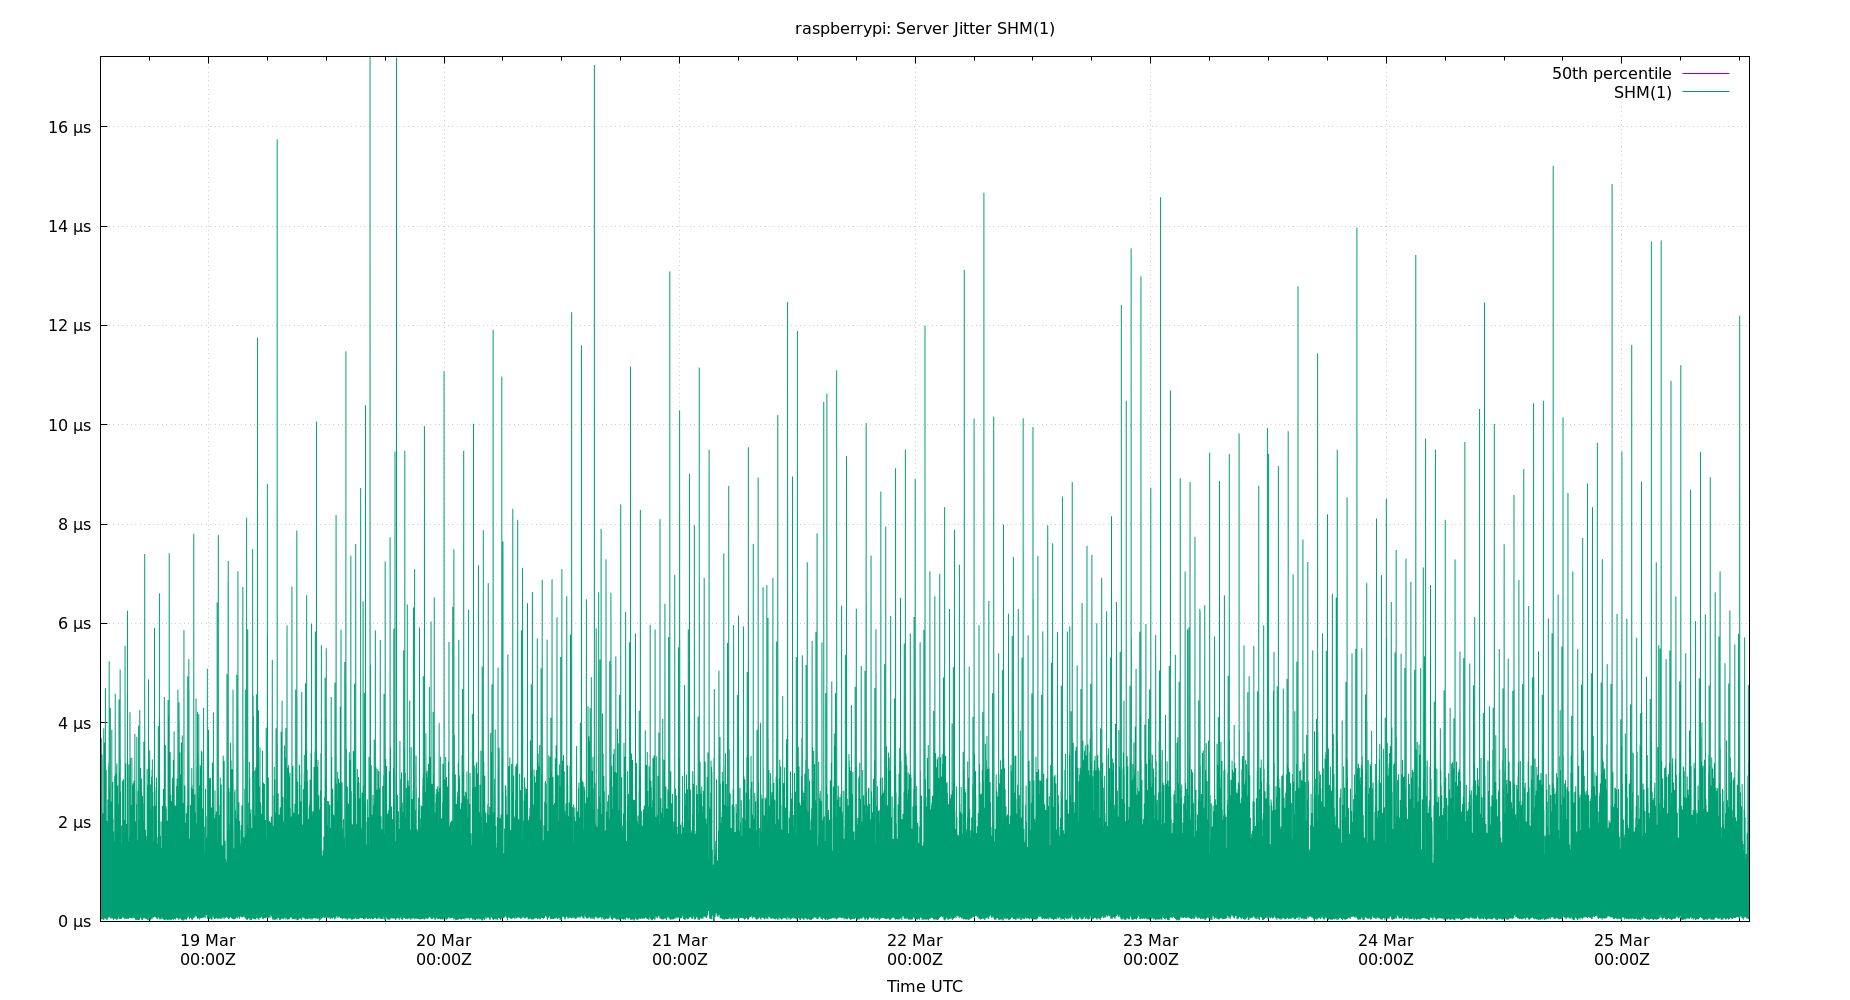 raspberrypi: Server Jitter SHM(1)
50th percentile
SHM(1)
16 µs
14 µs
12 µs
10 µs
8 µs
6 µs
4 µs
2 µs
0 µs
19 Mar 20 Mar 21 Mar 22 Mar 23 Mar 24 Mar 25 Mar
00:00Z 00:00Z 00:00Z 00:00Z 00:00Z 00:00Z 00:00Z
Time UTC